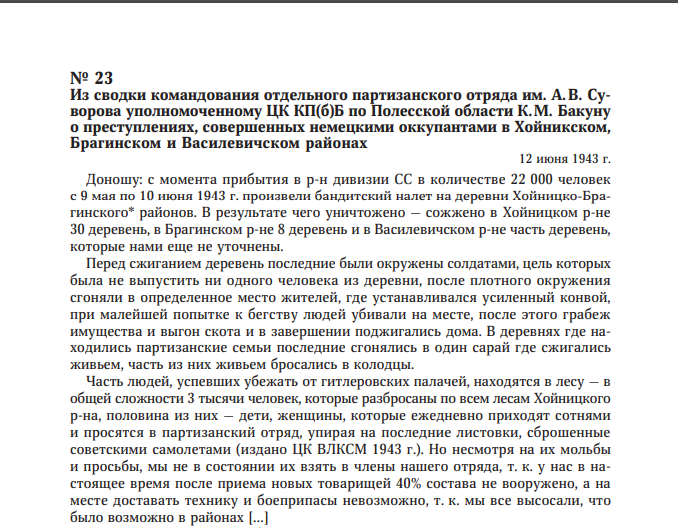 № 23
Из сводки командования отдельного партизанского отряда им. А. В. Су-
ворова уполномоченному ЦК КП(б)Б по Полесской области К. М. Бакуну
о преступлениях, совершенных немецкими оккупантами в Хойникском,
Брагинском и Василевичском районах
12 июня 1943 г.
Доношу: с момента прибытия в р-н дивизии СС в количестве 22 000 человек
с 9 мая по 10 июня 1943 г. произвели бандитский налет на деревни Хойницко-Бра-
гинского* районов. В результате чего уничтожено – сожжено в Хойницком р-не
30 деревень, в Брагинском р-не 8 деревень и в Василевичском р-не часть деревень,
которые нами еще не уточнены.
Перед сжиганием деревень последние были окружены солдатами, цель которых
была не выпустить ни одного человека из деревни, после плотного окружения
сгоняли в определенное место жителей, где устанавливался усиленный конвой,
при малейшей попытке к бегству людей убивали на месте, после этого грабеж
имущества и выгон скота и в завершении поджигались дома. В деревнях где на-
ходились партизанские семьи последние сгонялись в один сарай где сжигались
живьем, часть из них живьем бросались в колодцы.
Часть людей, успевших убежать от гитлеровских палачей, находятся в лесу – в
общей сложности 3 тысячи человек, которые разбросаны по всем лесам Хойницкого
р-на, половина из них – дети, женщины, которые ежедневно приходят сотнями
и просятся в партизанский отряд, упирая на последние листовки, сброшенные
советскими самолетами (издано ЦК ВЛКСМ 1943 г.). Но несмотря на их мольбы
и просьбы, мы не в состоянии их взять в члены нашего отряда, т. к. у нас в на-
стоящее время после приема новых товарищей 40% состава не вооружено, а на
месте доставать технику и боеприпасы невозможно, т. к. мы все высосали, что
было возможно в районах [...]